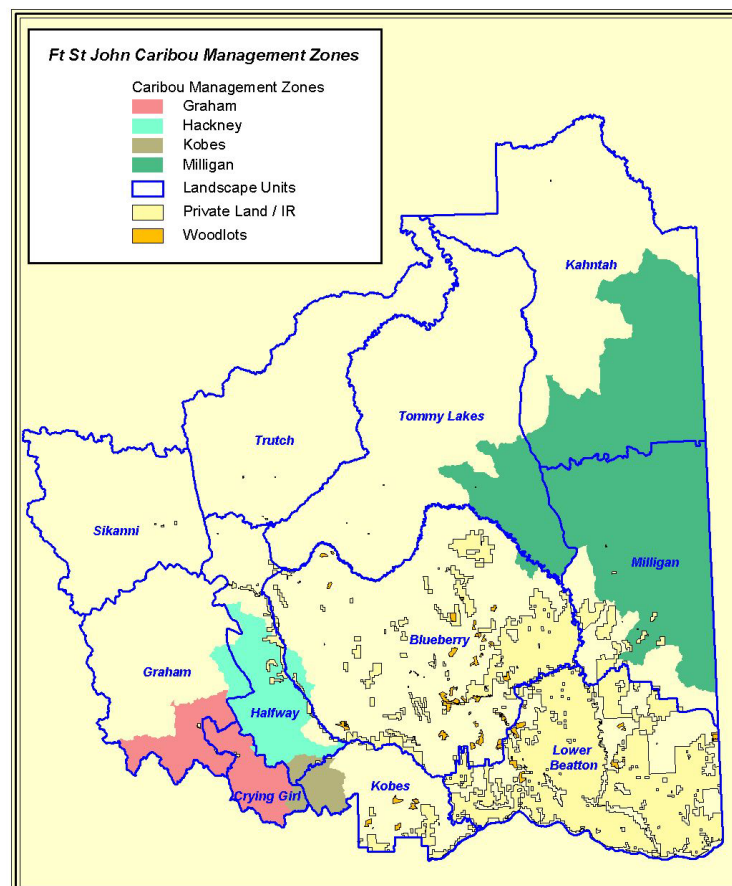 Ft St John Caribou Management Zones
Caribou Management Zones
Graham
Hackney
Kobes
Milligan
Landscape Units
Private Land / IR
Woodlots
Kahntah
Tommy Lakes
Trutch
Sikanni
Milligan
Blueberry
Graham
Halfway
Lower
Beatton
Kobes
Crying Girl